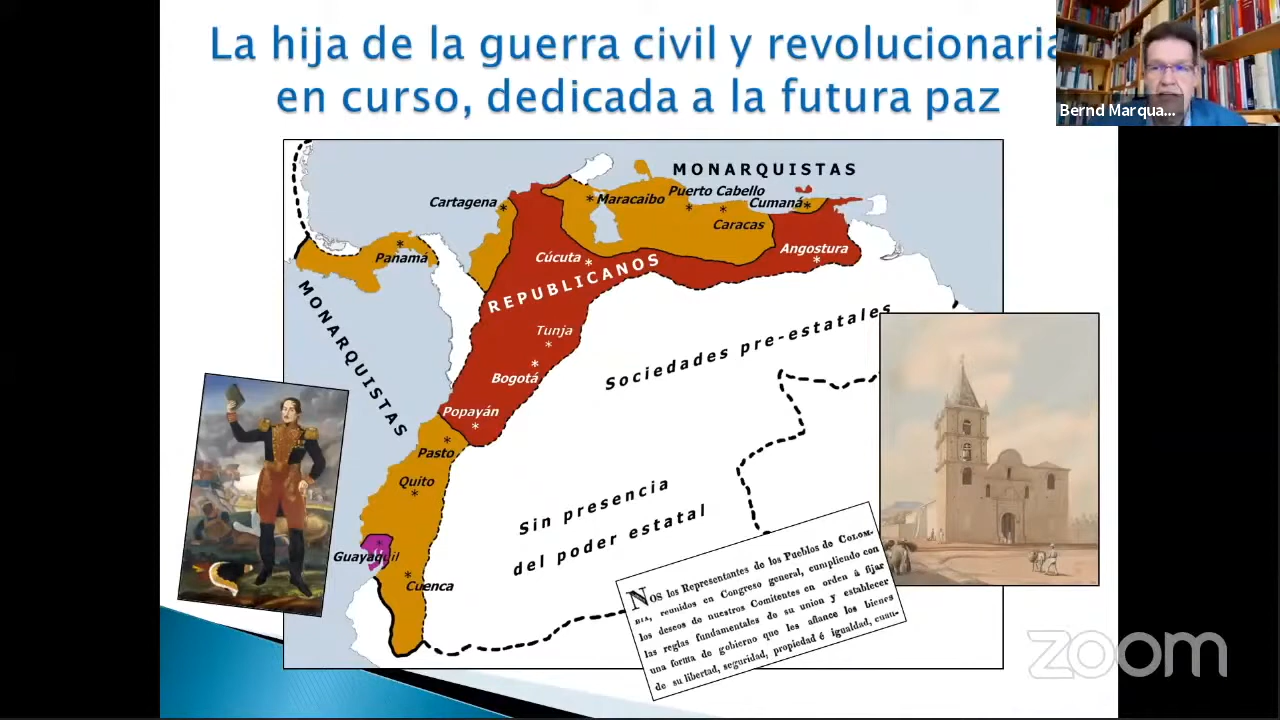 La hija de la guerra civil y revolucionaria
en curso, dedicada a la futura paz
Bernd Marqua...
MONARQUISTAS
Cartagena
Maracaibo
Puerto Cabello
Cumaná
Caracas
Panamá
Cúcuta
Angostura
REPUBLICANOS
MONARQUISTAS
Tunja
Sociedades pre-estatales
Bogotá
Popayán
Pasto
Quito
Sin presencia
del poder estatal
Guayaquil
Cuenca
Nos los Representantes de los Pueblos de COLOM-
BIA, reunidos en Congreso general, cumpliendo con
los deseos de nuestros Comitentes en orden á fijar
las reglas fundamentales de su union y establecer
una forma de gobierno que les afiance los bienes
de su libertad, seguridad, propiedad é igualdad, cuan-
zoom